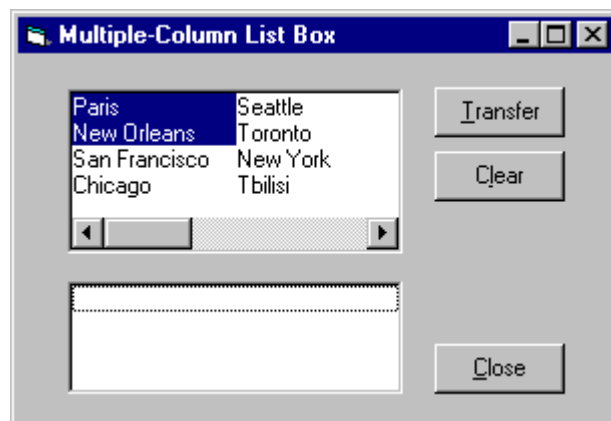 Multiple-Column List Box
Paris Seattle
New Orleans Toronto
San Francisco New York
Chicago Tbilisi
Transfer
Clear
Close